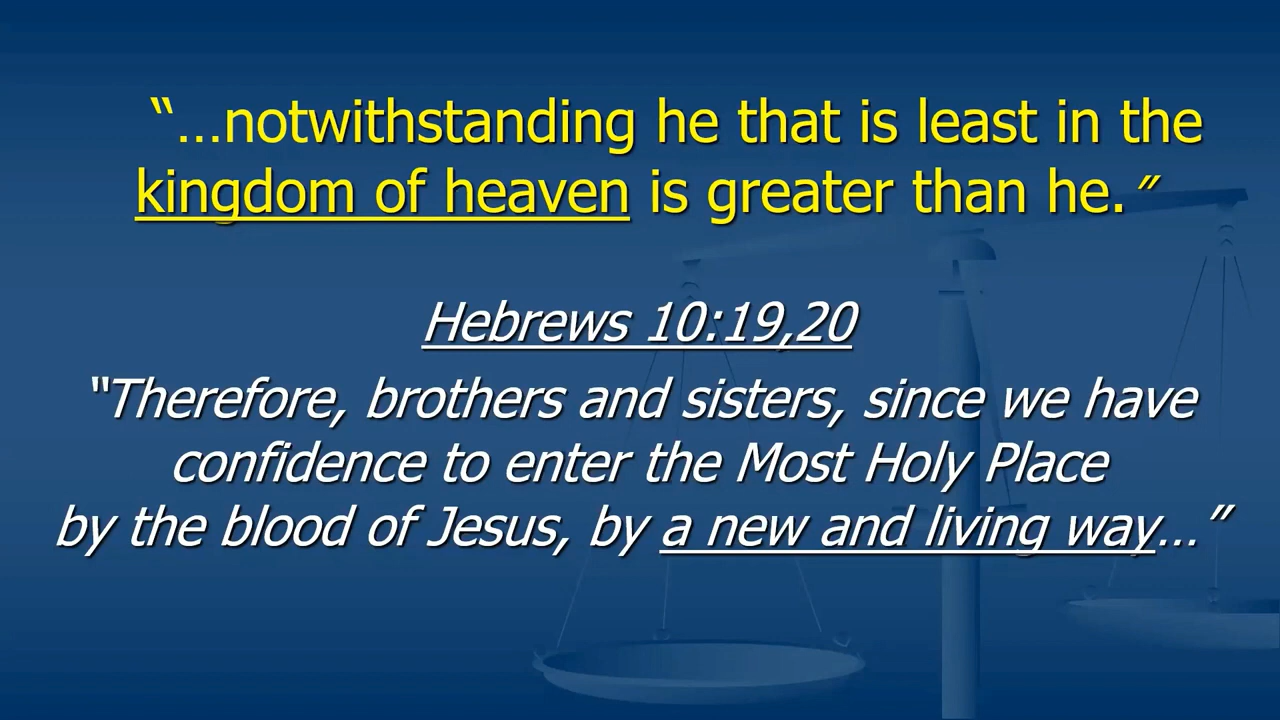 “…notwithstanding he that is least in the
kingdom of heaven is greater than he.”
Hebrews 10:19,20
“Therefore, brothers and sisters, since we have
confidence to enter the Most Holy Place
by the blood of Jesus, by a new and living way…”